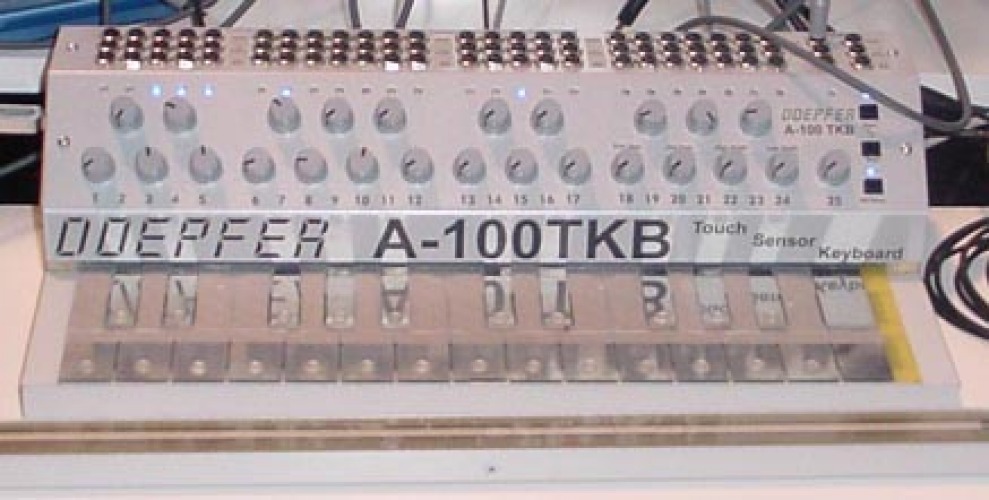 DOEPFER
A-100 TKB
1 2 3 4 5 6 7 8 9 10 11 12 13 14 15 16 17 18 19 20 21 22 23 24 25
DOEPFER A-100TKB Touch Sensor Keyboard